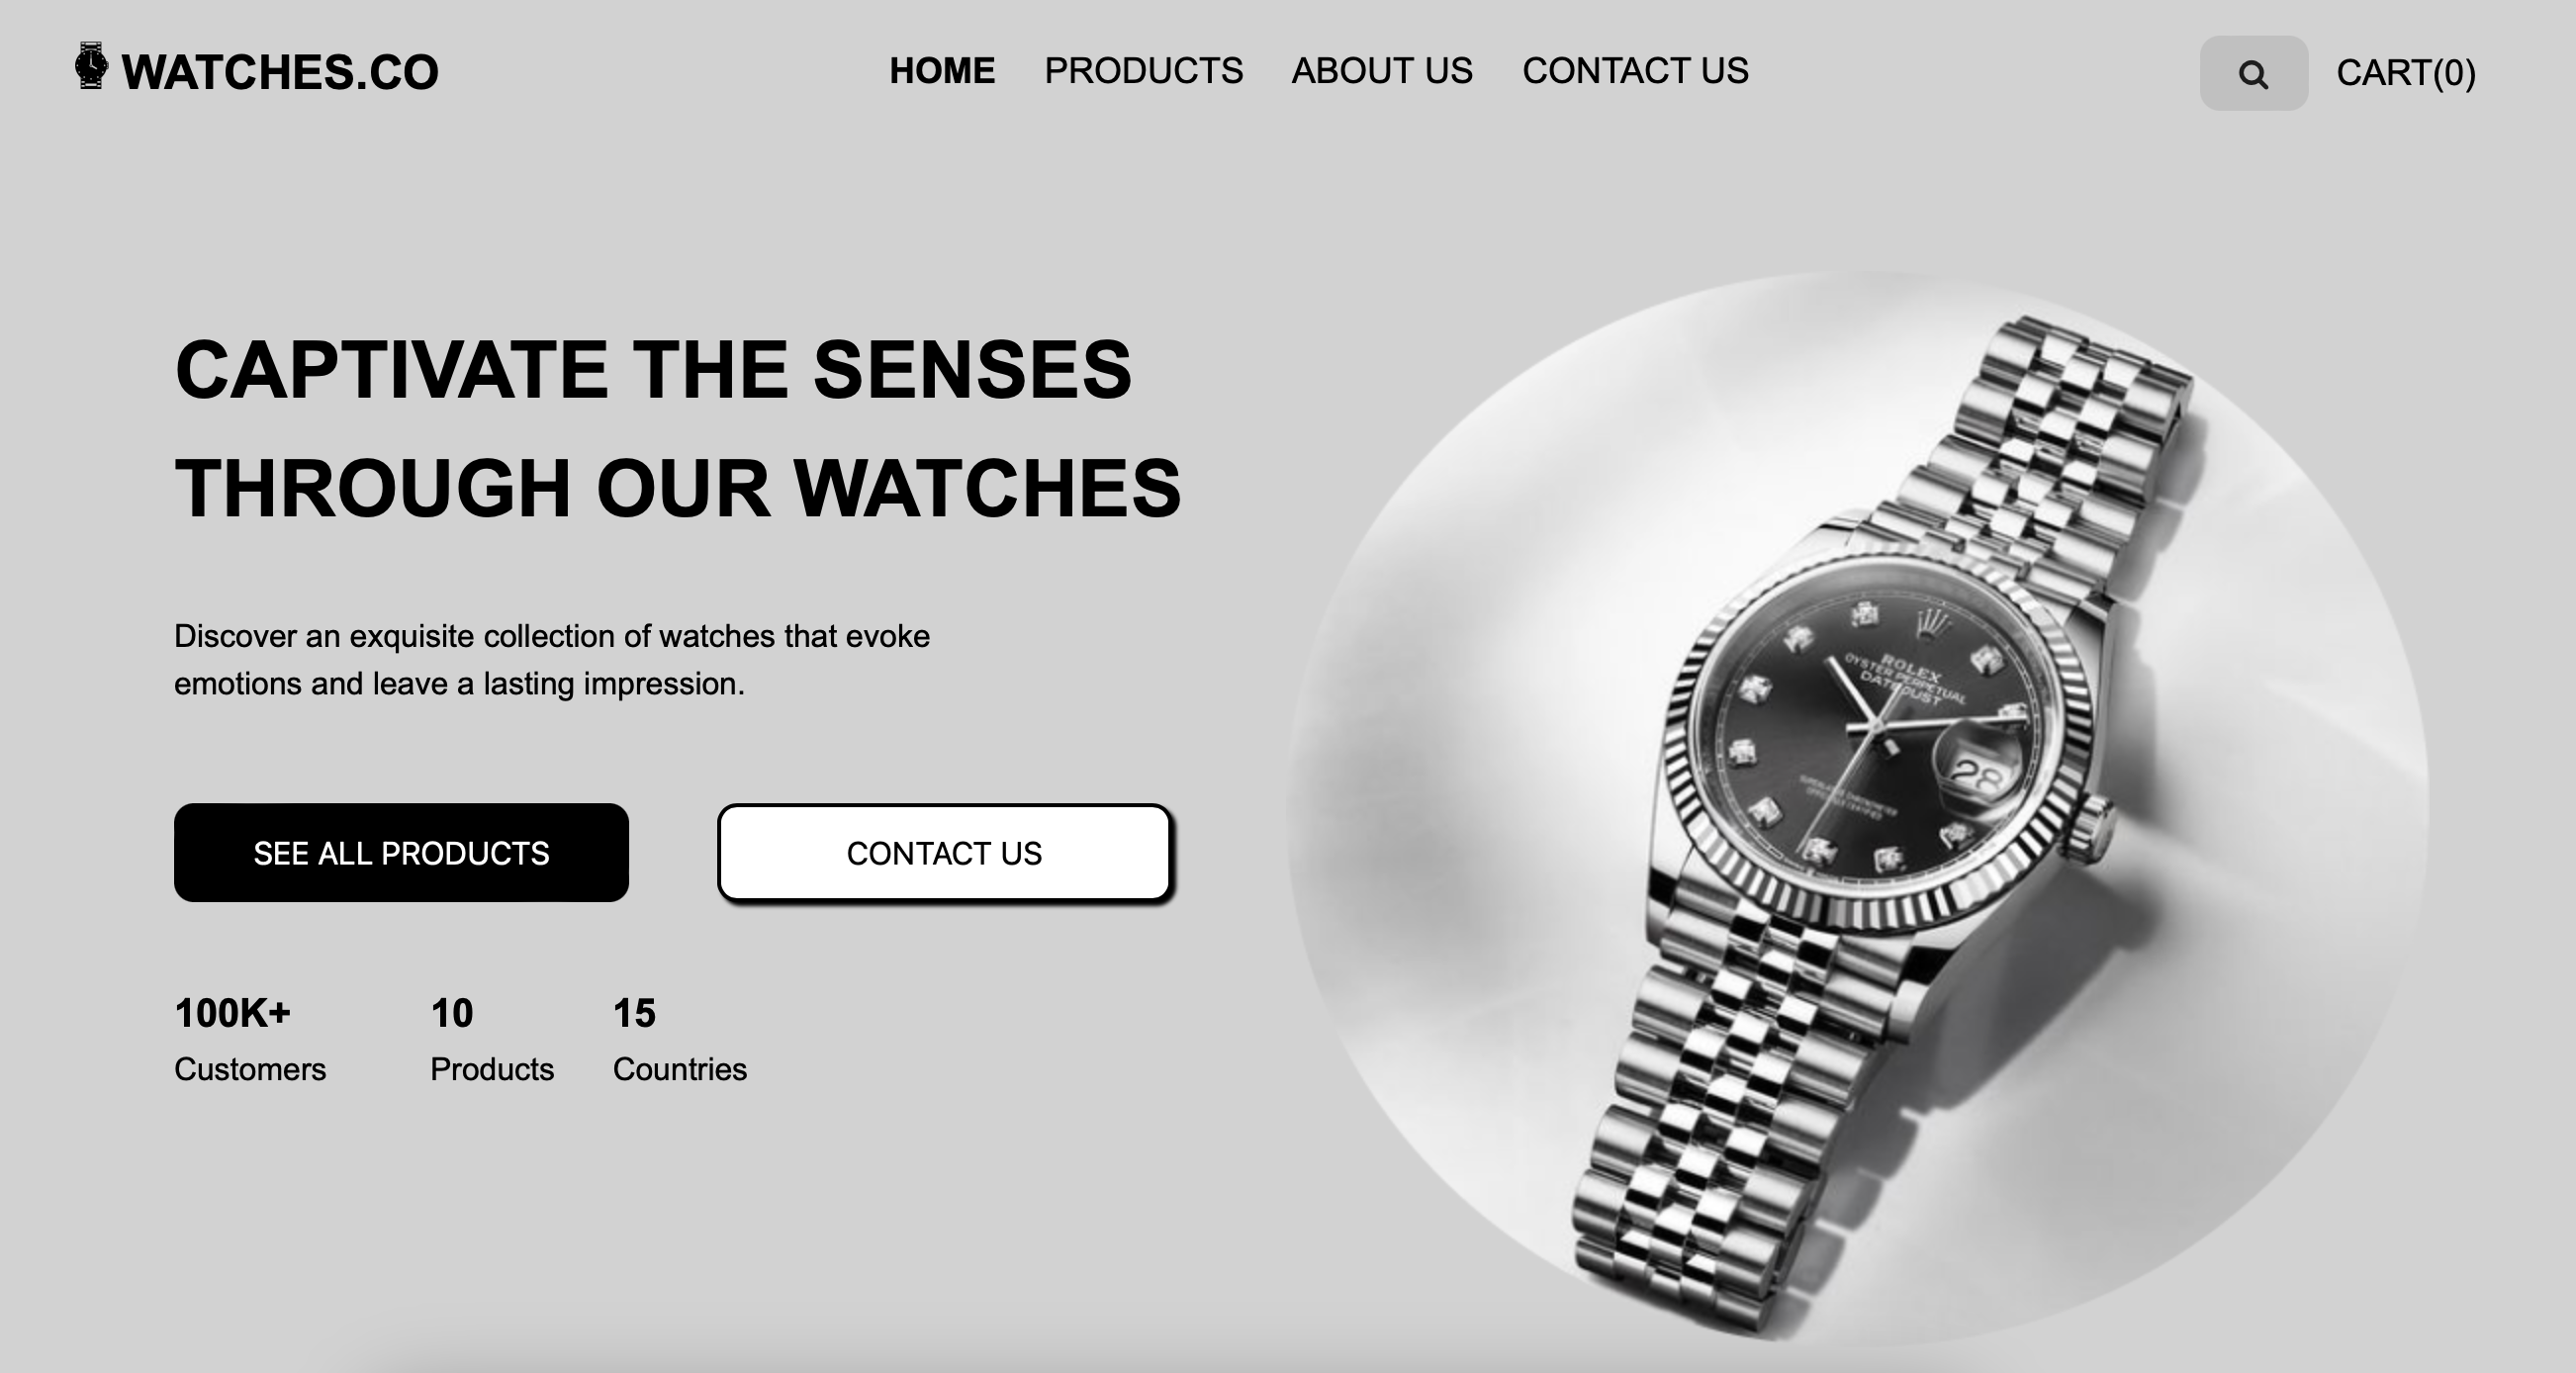 WATCHES.CO
HOME PRODUCTS ABOUT US CONTACT US
CART(0)
CAPTIVATE THE SENSES
THROUGH OUR WATCHES
Discover an exquisite collection of watches that evoke
emotions and leave a lasting impression.
SEE ALL PRODUCTS
CONTACT US
100K+ 10 15
Customers Products Countries
ROLEX
OYSTER PERPETUAL
DATEJUST
28